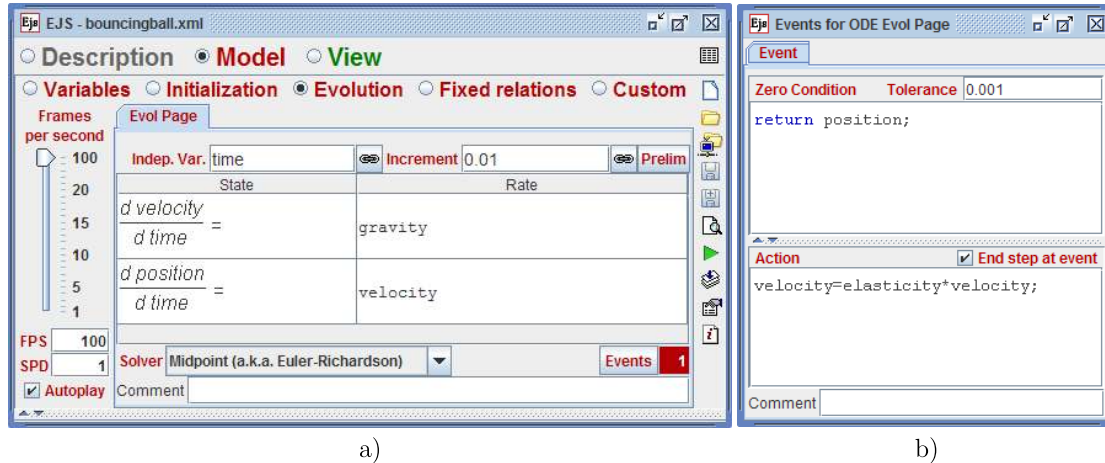 Ejs EJS - bouncingball.xml
Description Model View
Variables Initialization Evolution Fixed relations Custom
Frames
per second
100
20
15
10
5
1
FPS 100
SPD 1
Autoplay
Evol Page
Indep. Var. time Increment 0.01 Prelim
State Rate
d velocity
d time
=
gravity
d position
d time
=
velocity
Solver Midpoint (a.k.a. Euler-Richardson) Events 1
Comment
a)
Ejs Events for ODE Evol Page
Event
Zero Condition Tolerance 0.001
return position;
Action End step at event
velocity=elasticity*velocity;
Comment
b)